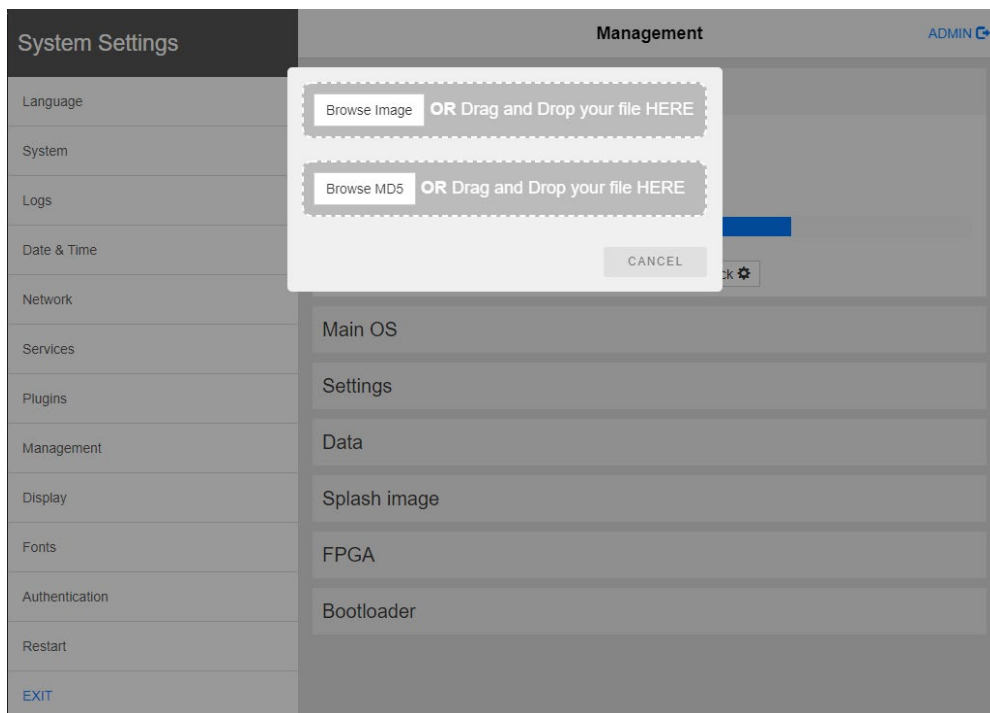 System Settings
Management
ADMIN
Language
System
Logs
Date & Time
Network
Services
Plugins
Management
Display
Fonts
Authentication
Restart
EXIT
Browse Image OR Drag and Drop your file HERE
Browse MD5 OR Drag and Drop your file HERE
CANCEL
Main OS
Settings
Data
Splash image
FPGA
Bootloader